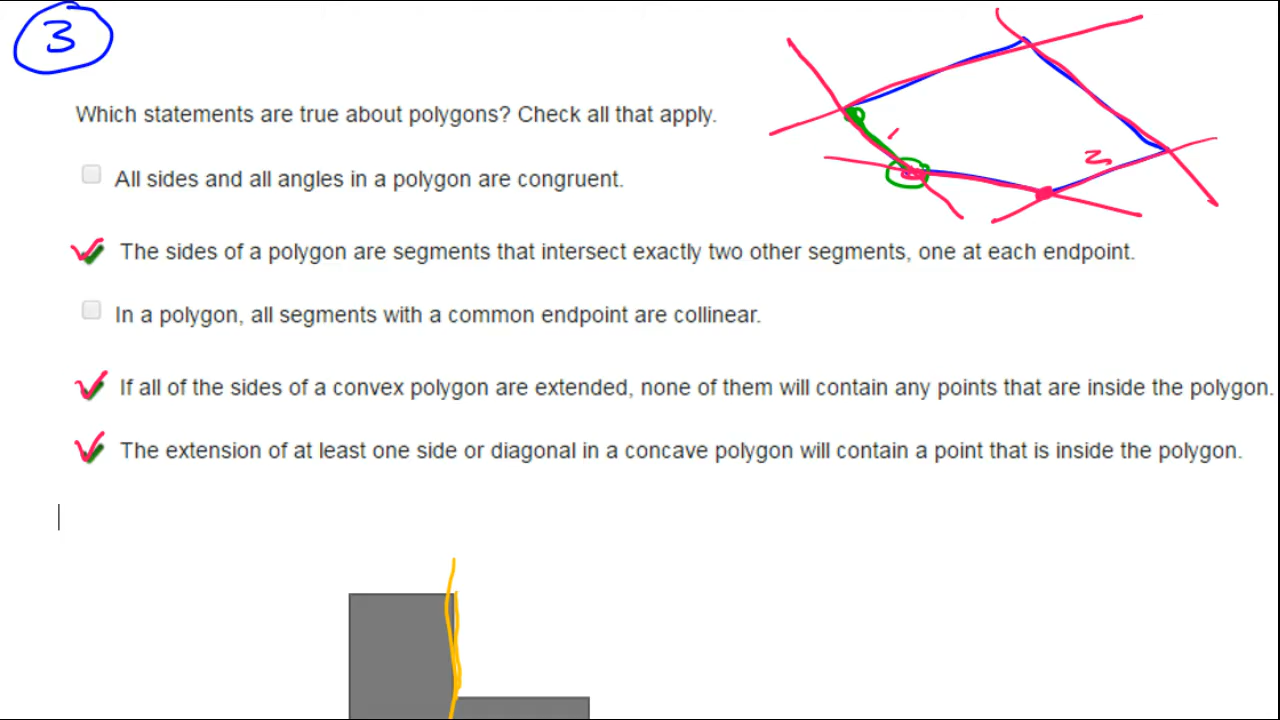 3
Which statements are true about polygons? Check all that apply.
1
2
All sides and all angles in a polygon are congruent.
The sides of a polygon are segments that intersect exactly two other segments, one at each endpoint.
In a polygon, all segments with a common endpoint are collinear.
If all of the sides of a convex polygon are extended, none of them will contain any points that are inside the polygon.
The extension of at least one side or diagonal in a concave polygon will contain a point that is inside the polygon.